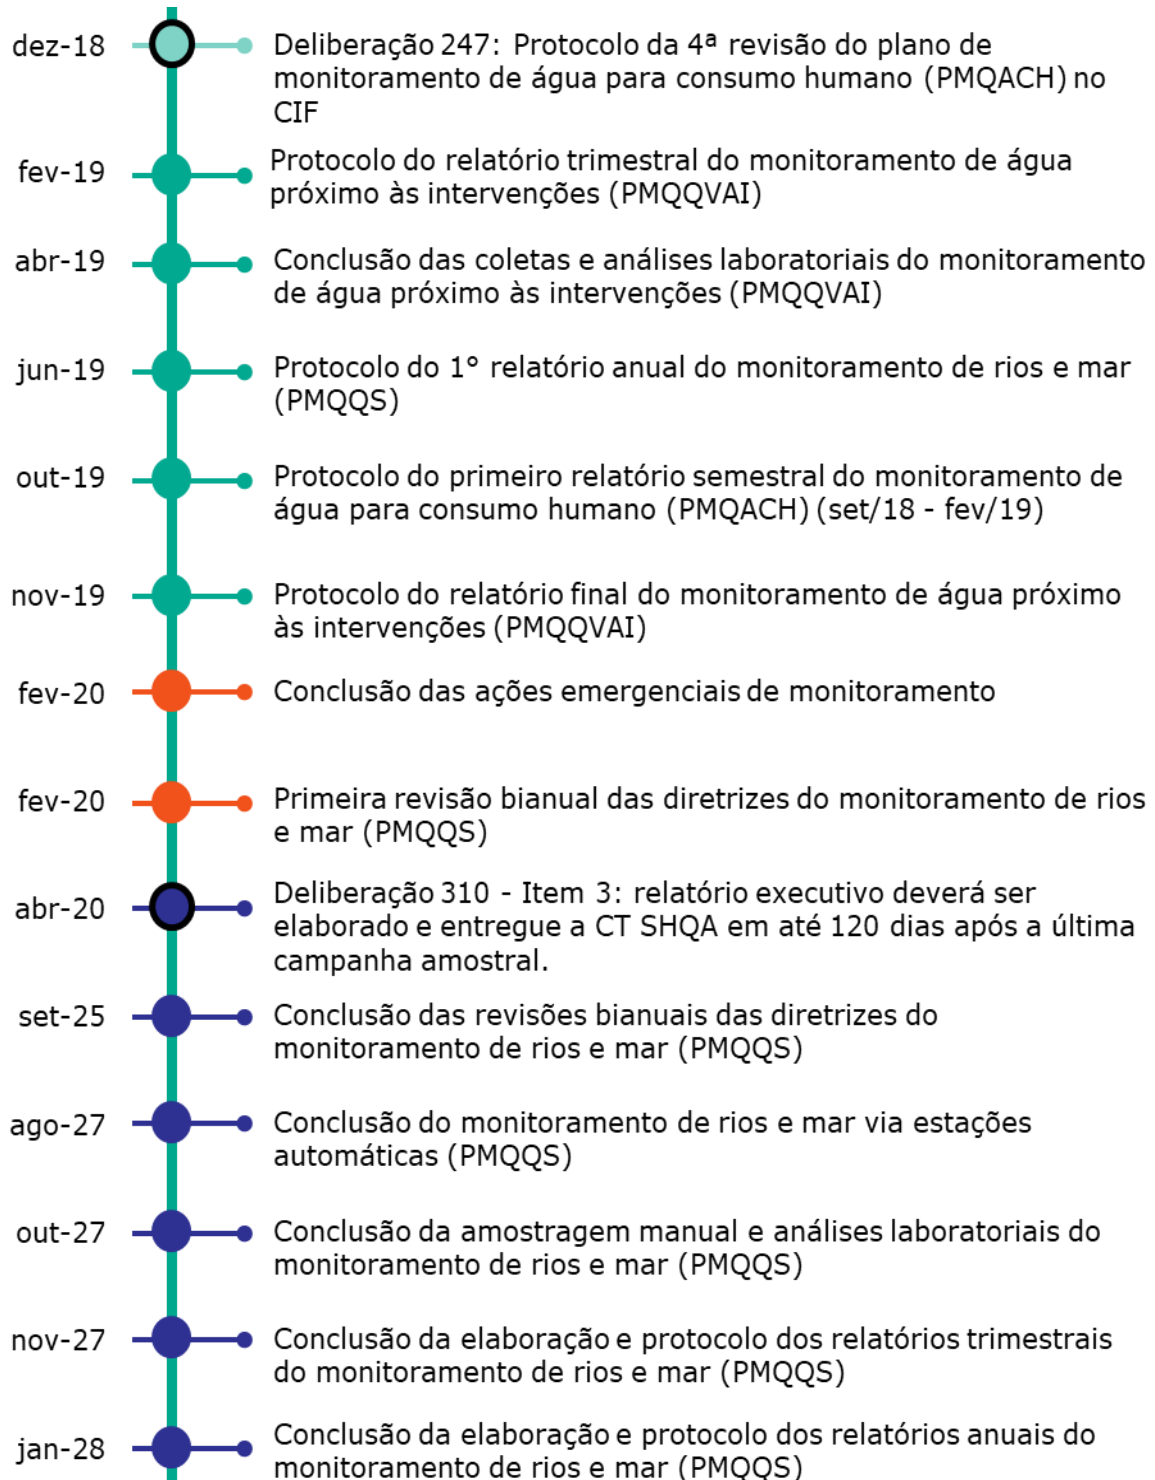 dez-18
Deliberação 247: Protocolo da 4ª revisão do plano de
monitoramento de água para consumo humano (PMQACH) no
CIF
fev-19
Protocolo do relatório trimestral do monitoramento de água
próximo às intervenções (PMQQVAI)
abr-19
Conclusão das coletas e análises laboratoriais do monitoramento
de água próximo às intervenções (PMQQVAI)
jun-19
Protocolo do 1° relatório anual do monitoramento de rios e mar
(PMQQS)
out-19
Protocolo do primeiro relatório semestral do monitoramento de
água para consumo humano (PMQACH) (set/18 - fev/19)
nov-19
Protocolo do relatório final do monitoramento de água próximo
às intervenções (PMQQVAI)
fev-20
Conclusão das ações emergenciais de monitoramento
fev-20
Primeira revisão bianual das diretrizes do monitoramento de rios
e mar (PMQQS)
abr-20
Deliberação 310 - Item 3: relatório executivo deverá ser
elaborado e entregue a CT SHQA em até 120 dias após a última
campanha amostral.
set-25
Conclusão das revisões bianuais das diretrizes do
monitoramento de rios e mar (PMQQS)
ago-27
Conclusão do monitoramento de rios e mar via estações
automáticas (PMQQS)
out-27
Conclusão da amostragem manual e análises laboratoriais do
monitoramento de rios e mar (PMQQS)
nov-27
Conclusão da elaboração e protocolo dos relatórios trimestrais
do monitoramento de rios e mar (PMQQS)
jan-28
Conclusão da elaboração e protocolo dos relatórios anuais do
monitoramento de rios e mar (PMQQS)